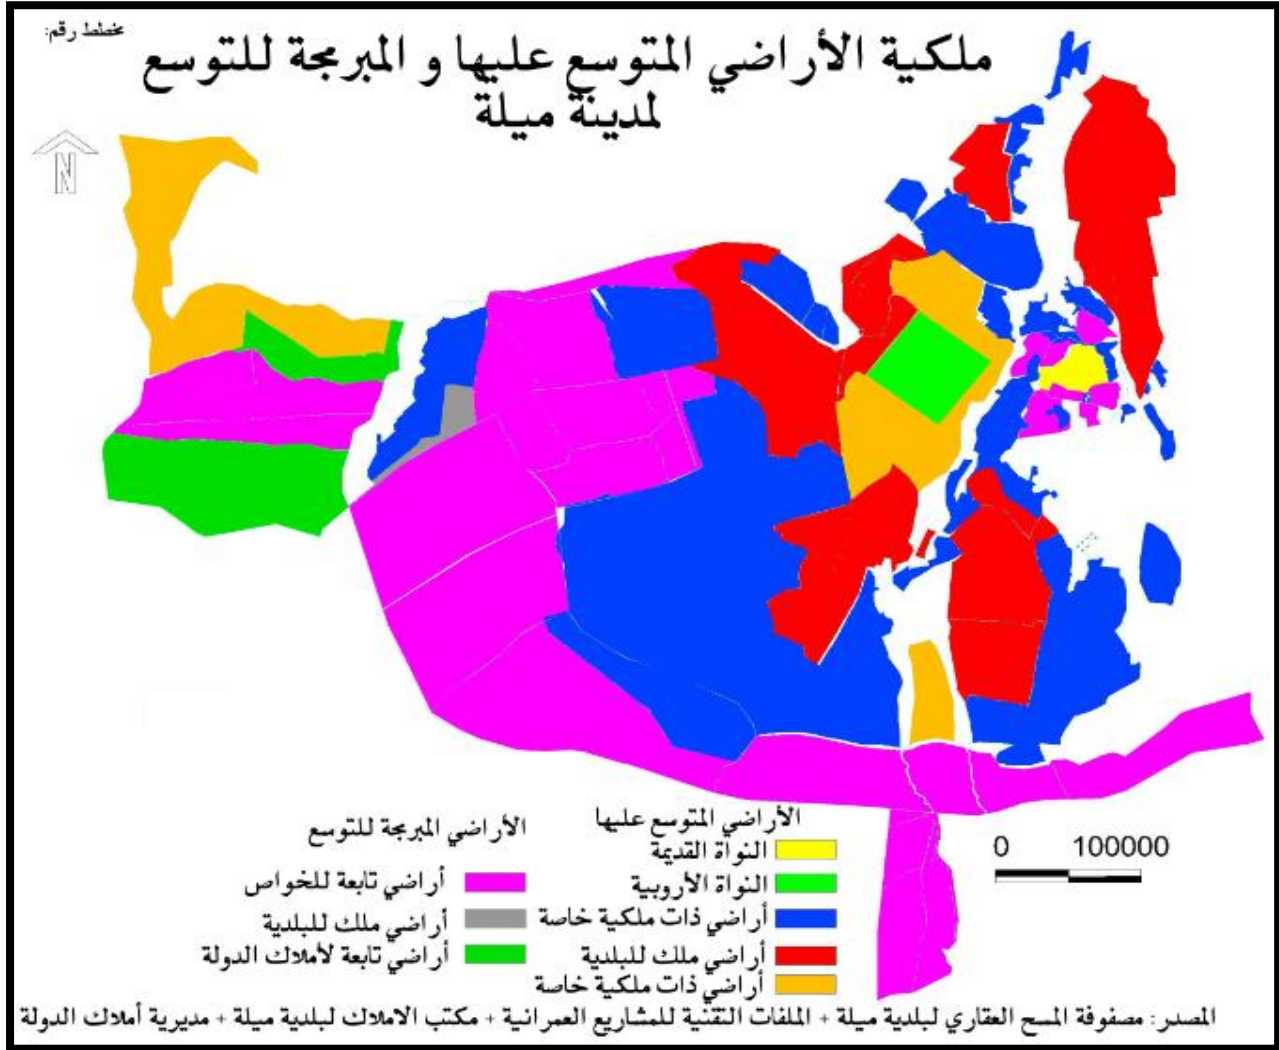 مخطط رقم:
ملكية الأراضي المتوسع عليها و المبرمجة للتوسع
لمدينة ميلة
N
الأراضي المتوسع عليها
النواة القديمة
النواة الأروبية
أراضي ذات ملكية خاصة
أراضي ملك للبلدية
أراضي ذات ملكية خاصة
الأراضي المبرمجة للتوسع
أراضي تابعة للخواص
أراضي ملك للبلدية
أراضي تابعة لأملاك الدولة
0 100000
المصدر: مصفوفة المسح العقاري لبلدية ميلة + الملفات التقنية للمشاريع العمرانية + مكتب الاملاك لبلدية ميلة + مديرية أملاك الدولة